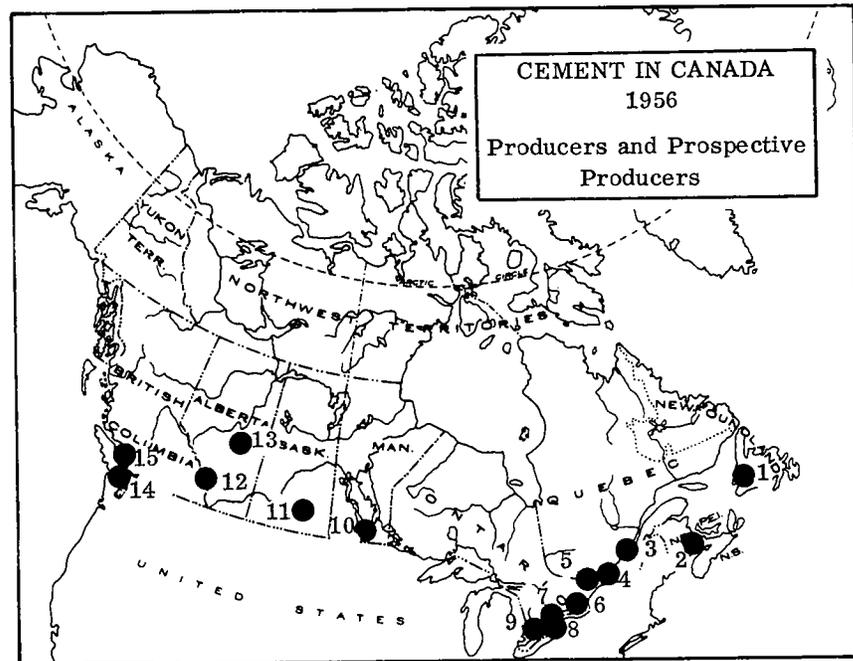 CEMENT IN CANADA
1956
Producers and Prospective
Producers
ALASKA
YUKON
TERR.
NORTHWEST TERRITORIES
ARCTIC CIRCLE
BRITISH
COLUMBIA
ALBERTA
SASK.
MAN.
ONTARIO
QUEBEC
NEWFOUNDLAND
P.E.I.
N.S.
UNITED STATES
1
2
3
4
5
6
7
8
9
10
11
12
13
14
15